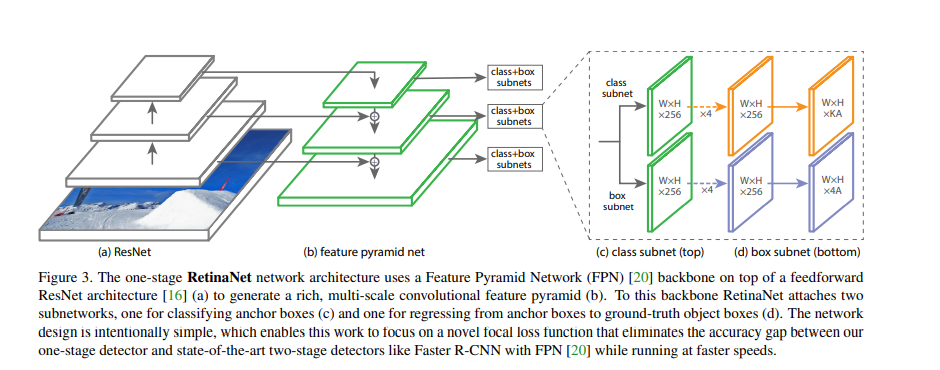 class+box
subnets
class+box
subnets
class+box
subnets
class
subnet
W×H
×256
×4
W×H
×256
W×H
×KA
W×H
×256
×4
W×H
×256
W×H
×4A
box
subnet
(a) ResNet
(b) feature pyramid net
(c) class subnet (top)
(d) box subnet (bottom)
Figure 3. The one-stage RetinaNet network architecture uses a Feature Pyramid Network (FPN) [20] backbone on top of a feedforward
ResNet architecture [16] (a) to generate a rich, multi-scale convolutional feature pyramid (b). To this backbone RetinaNet attaches two
subnetworks, one for classifying anchor boxes (c) and one for regressing from anchor boxes to ground-truth object boxes (d). The network
design is intentionally simple, which enables this work to focus on a novel focal loss function that eliminates the accuracy gap between our
one-stage detector and state-of-the-art two-stage detectors like Faster R-CNN with FPN [20] while running at faster speeds.